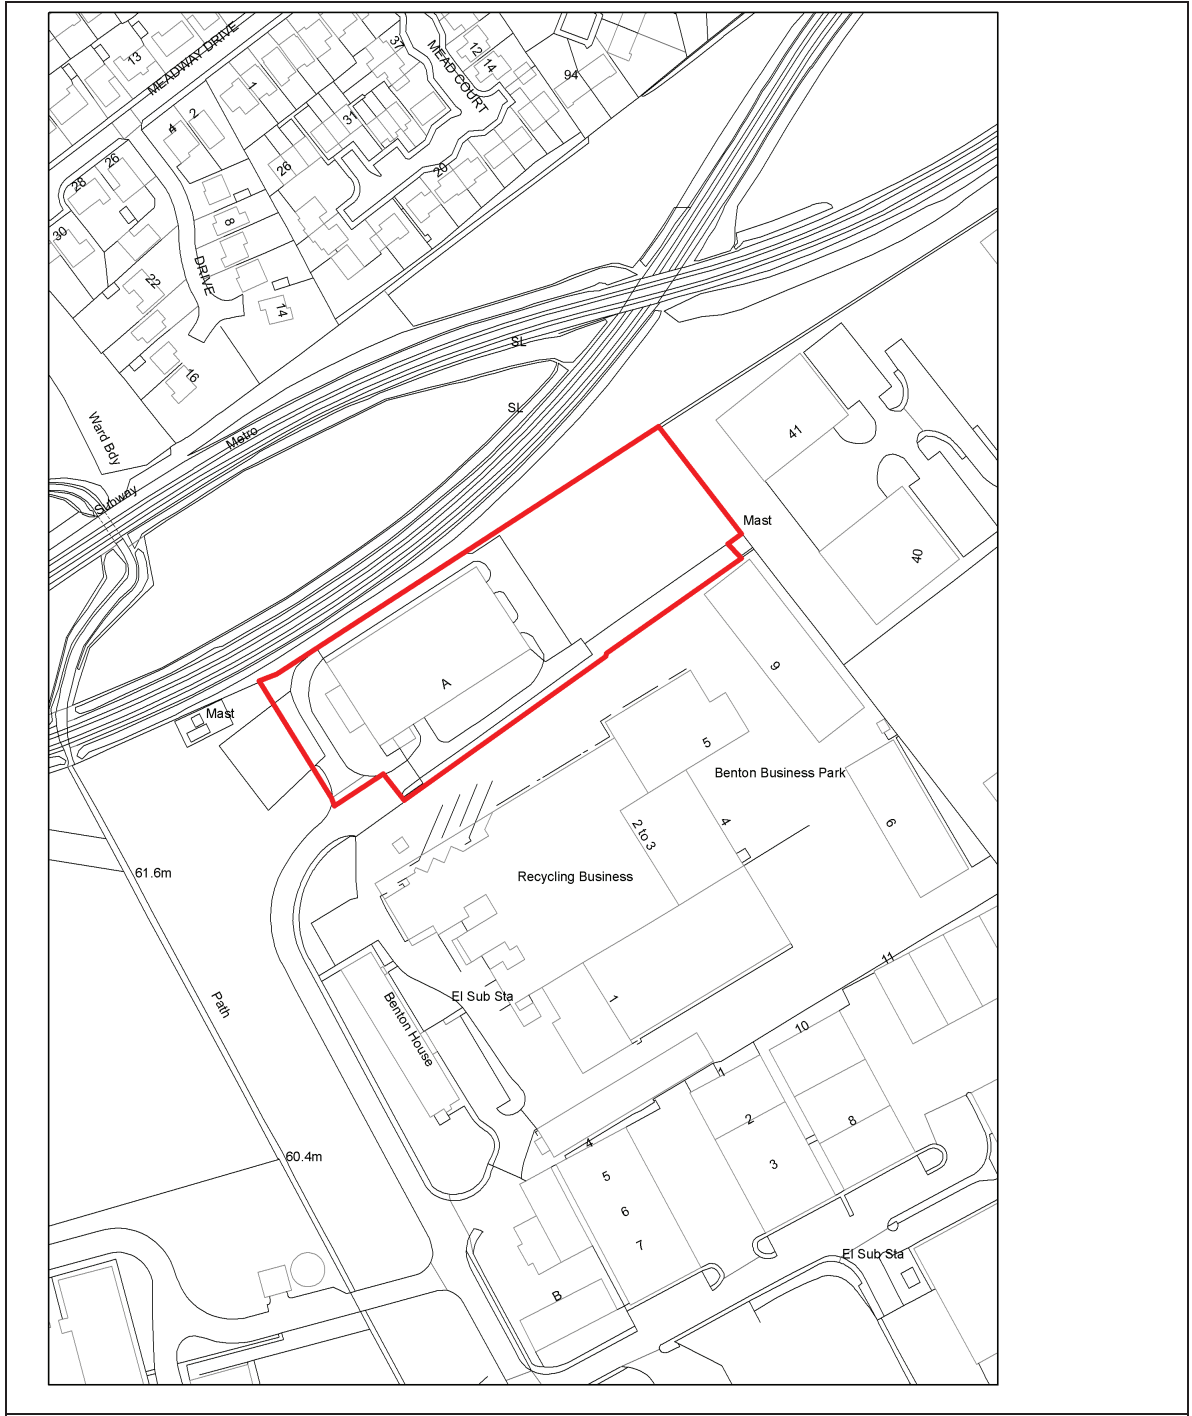 37
12
MEAD COURT
14
94
13
MEADWAY DRIVE
1
2
4
31
26
26
20
28
8
30
DRIVE
22
14
16
SL
SL
Ward Bdy
Metro
41
Subway
Mast
40
A
9
Mast
5
Benton Business Park
2 to 3
4
6
61.6m
Recycling Business
11
Path
El Sub Sta
1
Benton House
10
1
2
8
4
5
3
60.4m
6
7
El Sub Sta
B